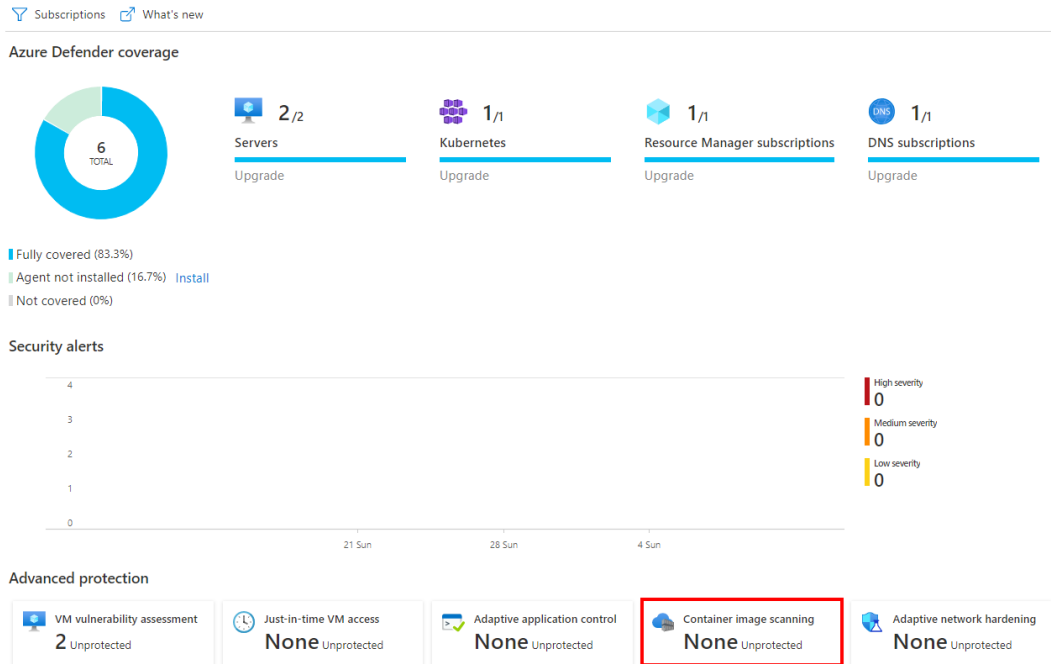 Subscriptions What's new
Azure Defender coverage
6
TOTAL
2/2
Servers
Upgrade
1/1
Kubernetes
Upgrade
1/1
Resource Manager subscriptions
Upgrade
DNS
1/1
DNS subscriptions
Upgrade
Fully covered (83.3%)
Agent not installed (16.7%) Install
Not covered (0%)
Security alerts
4
3
2
1
0
21 Sun 28 Sun 4 Sun
High severity
0
Medium severity
0
Low severity
0
Advanced protection
VM vulnerability assessment
2 Unprotected
Just-in-time VM access
None Unprotected
Adaptive application control
None Unprotected
Container image scanning
None Unprotected
Adaptive network hardening
None Unprotected